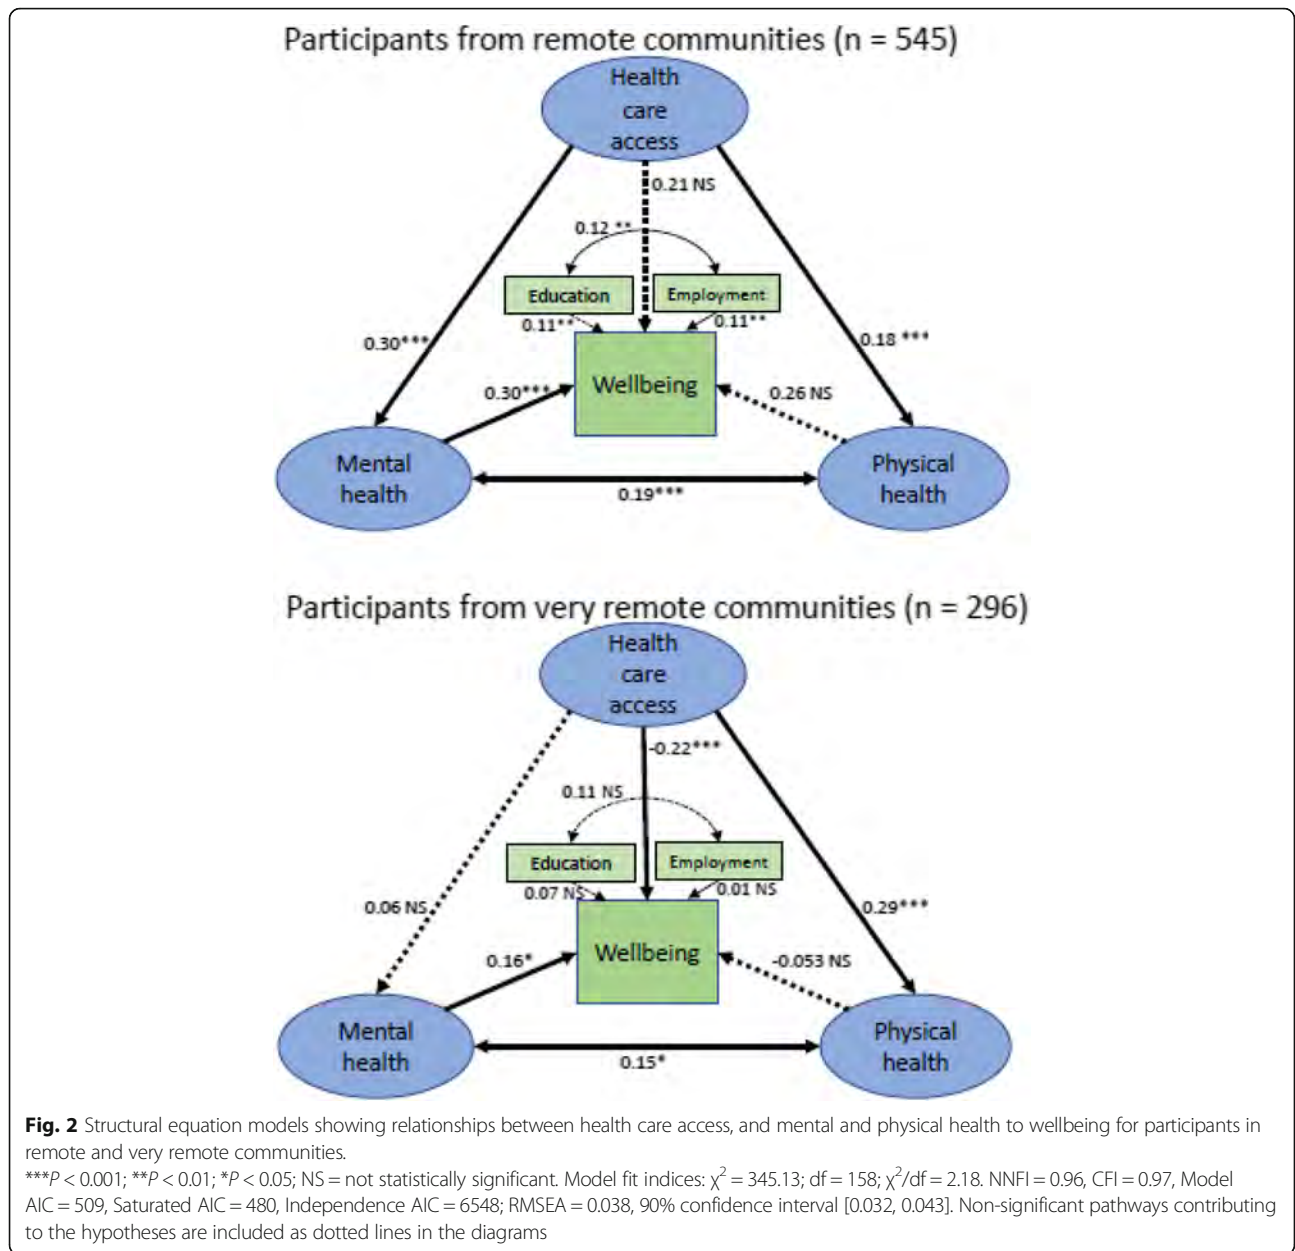 Participants from remote communities (n = 545)
Health
care
access
0.21 NS
0.12 **
Education
Employment
0.11**
0.11**
0.30***
0.18 ***
Wellbeing
0.30***
0.26 NS
Mental
health
Physical
health
0.19***
Participants from very remote communities (n = 296)
Health
care
access
-0.22***
0.11 NS
Education
Employment
0.07 NS
0.01 NS
0.06 NS
0.29***
Wellbeing
0.16*
-0.053 NS
Mental
health
Physical
health
0.15*
Fig. 2 Structural equation models showing relationships between health care access, and mental and physical health to wellbeing for participants in
remote and very remote communities.
***P < 0.001; **P < 0.01; *P < 0.05; NS = not statistically significant. Model fit indices: χ² = 345.13; df = 158; χ²/df = 2.18. NNFI = 0.96, CFI = 0.97, Model
AIC = 509, Saturated AIC = 480, Independence AIC = 6548; RMSEA = 0.038, 90% confidence interval [0.032, 0.043]. Non-significant pathways contributing
to the hypotheses are included as dotted lines in the diagrams